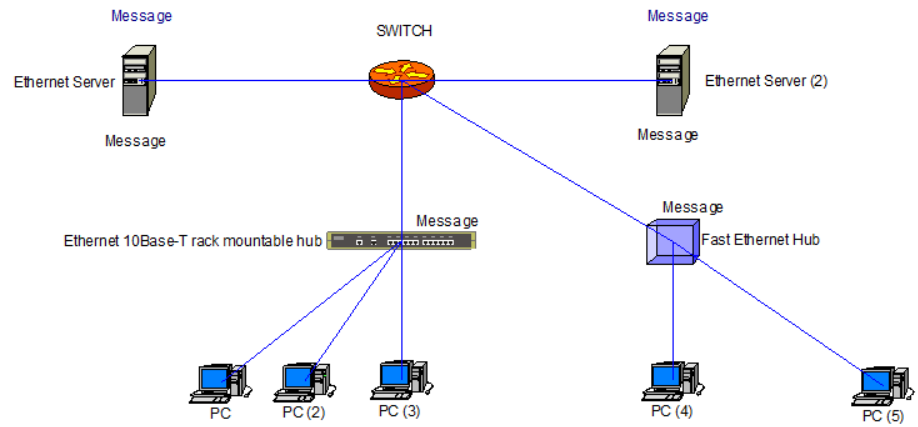 Message
SWITCH
Message
Ethernet Server
Ethernet Server (2)
Message
Message
Message
Message
Ethernet 10Base-T rack mountable hub
Fast Ethernet Hub
PC
PC (2)
PC (3)
PC (4)
PC (5)